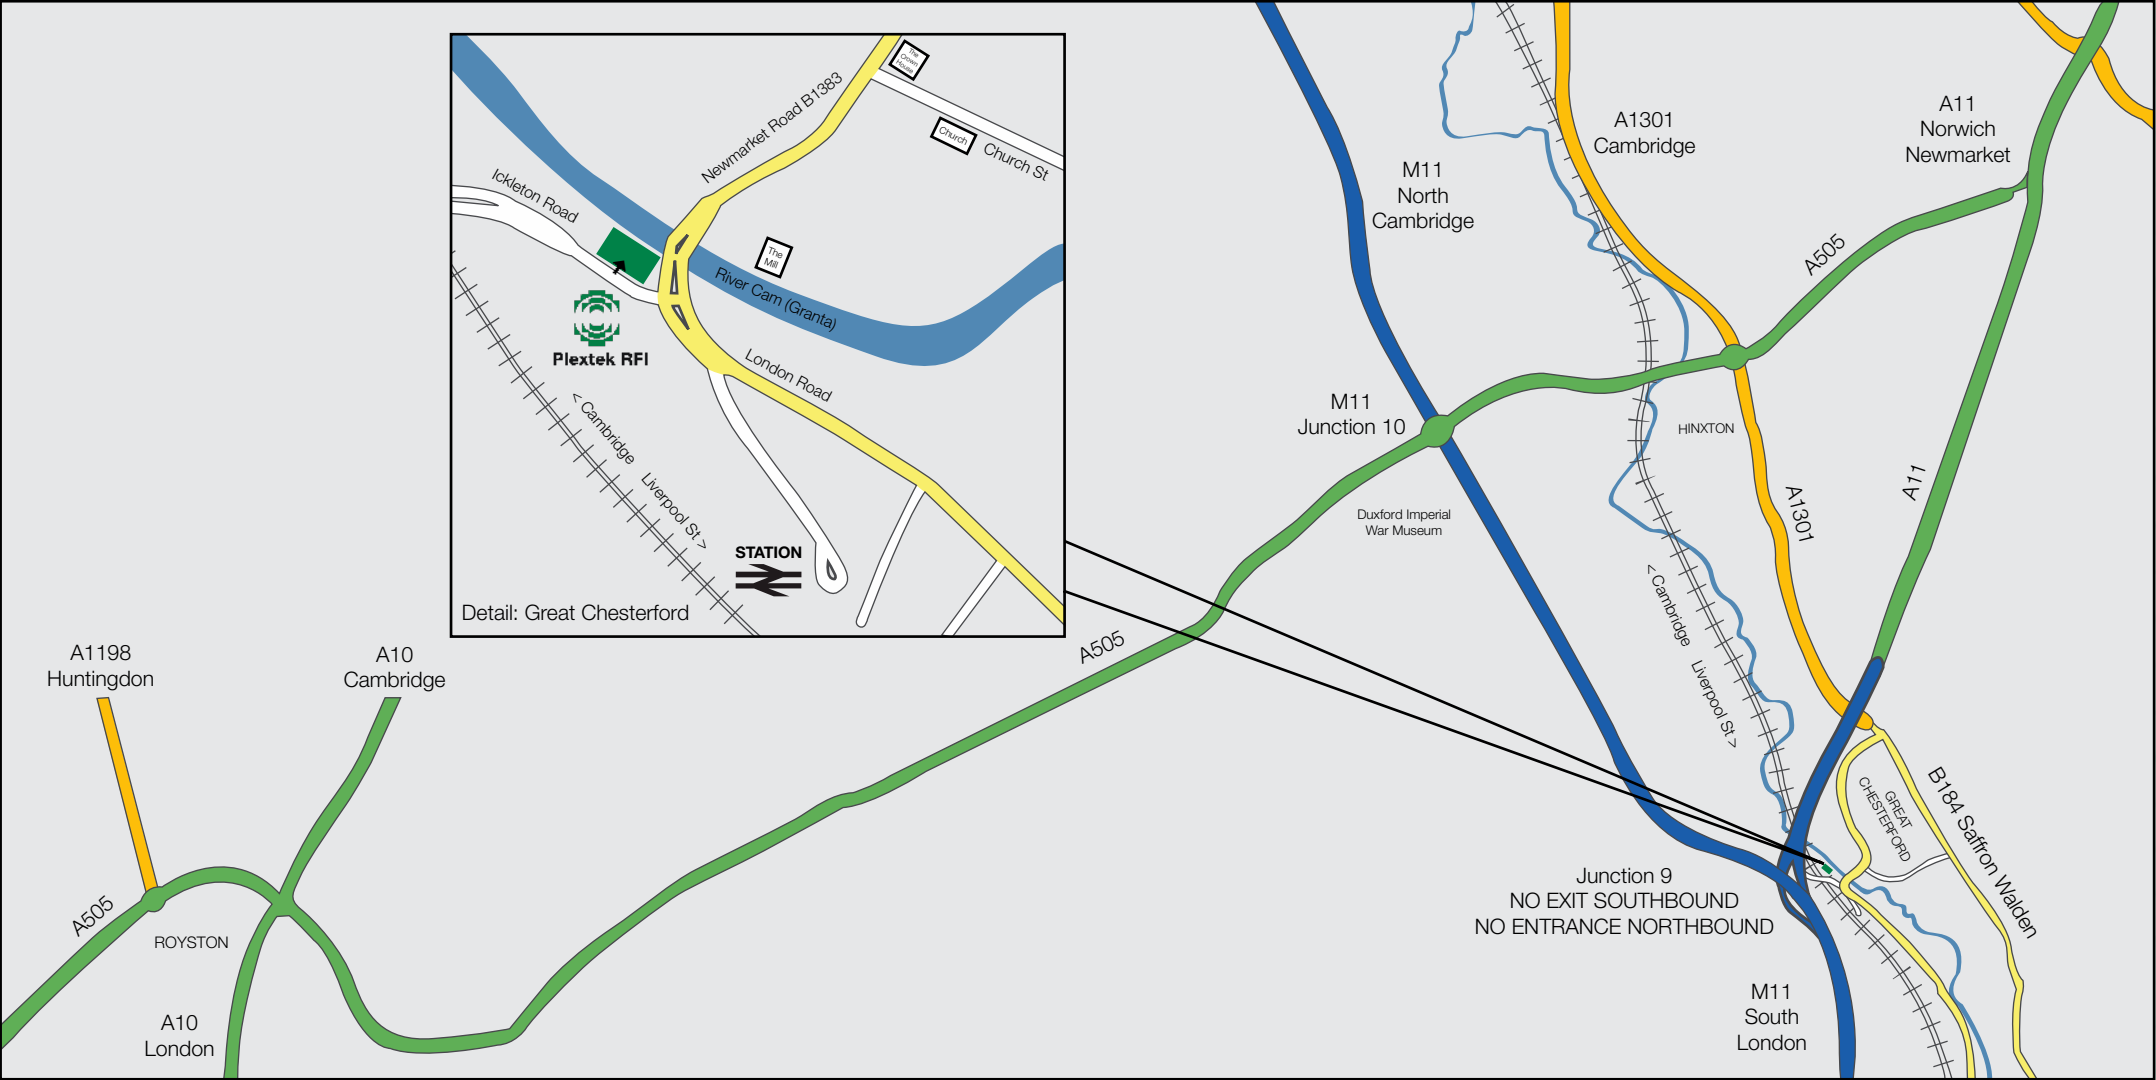 The
Crown
House
Newmarket Road B1383
Church
Church St
Ickleton Road
The
Mill
River Cam (Granta)
Plextek RFI
London Road
< Cambridge
Liverpool St >
STATION
Detail: Great Chesterford
M11
North
Cambridge
A1301
Cambridge
A11
Norwich
Newmarket
A505
M11
Junction 10
HINXTON
Duxford Imperial
War Museum
A1301
A11
< Cambridge
Liverpool St >
A505
A1198
Huntingdon
A10
Cambridge
GREAT
CHESTERFORD
B184 Saffron Walden
Junction 9
NO EXIT SOUTHBOUND
NO ENTRANCE NORTHBOUND
A505
ROYSTON
A10
London
M11
South
London